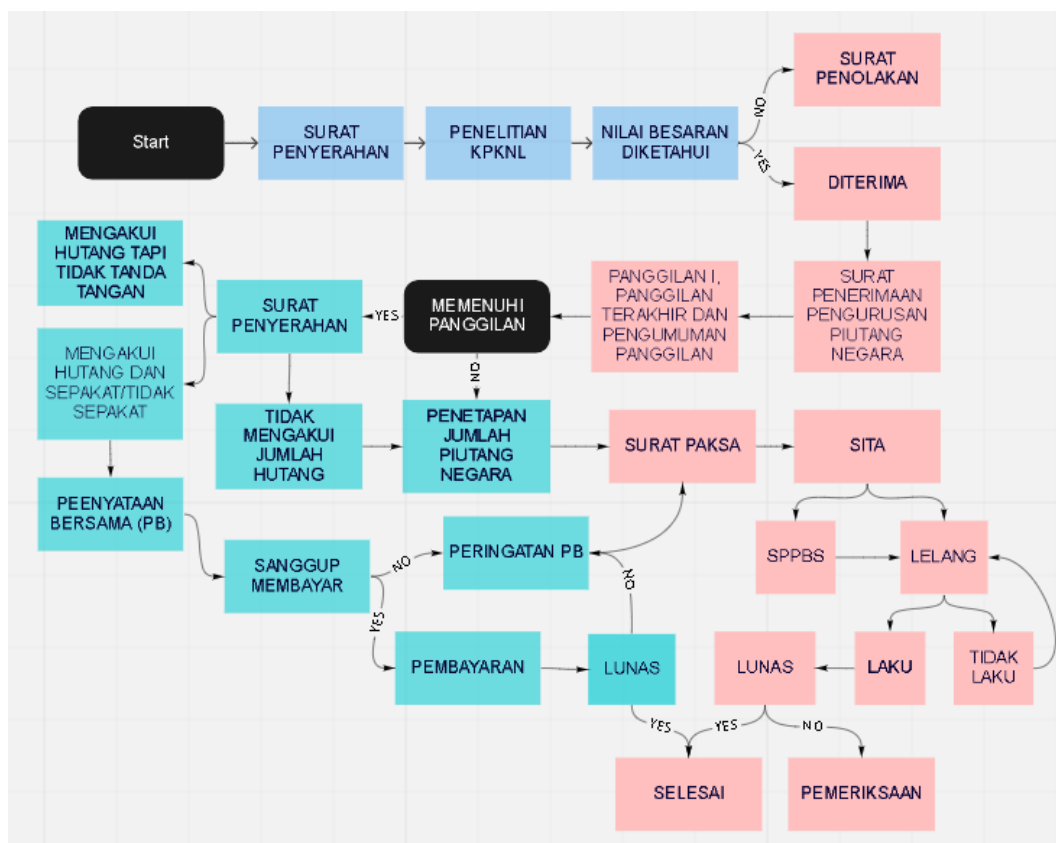 SURAT
PENOLAKAN
NO
Start
SURAT
PENYERAHAN
PENELITIAN
KPKNL
NILAI BESARAN
DIKETAHUI
YES
DITERIMA
MENGAKUI
HUTANG TAPI
TIDAK TANDA
TANGAN
SURAT
PENYERAHAN
YES
MEMENUHI
PANGGILAN
PANGGILAN I,
PANGGILAN
TERAKHIR DAN
PENGUMUMAN
PANGGILAN
SURAT
PENERIMAAN
PENGURUSAN
PIUTANG
NEGARA
MENGAKUI
HUTANG DAN
SEPAKAT/TIDAK
SEPAKAT
NO
TIDAK
MENGAKUI
JUMLAH
HUTANG
PENETAPAN
JUMLAH
PIUTANG
NEGARA
SURAT PAKSA
SITA
PEENYATAAN
BERSAMA (PB)
SANGGUP
MEMBAYAR
NO
PERINGATAN PB
SPPBS
LELANG
YES
NO
PEMBAYARAN
LUNAS
LUNAS
LAKU
TIDAK
LAKU
YES
YES
NO
SELESAI
PEMERIKSAAN